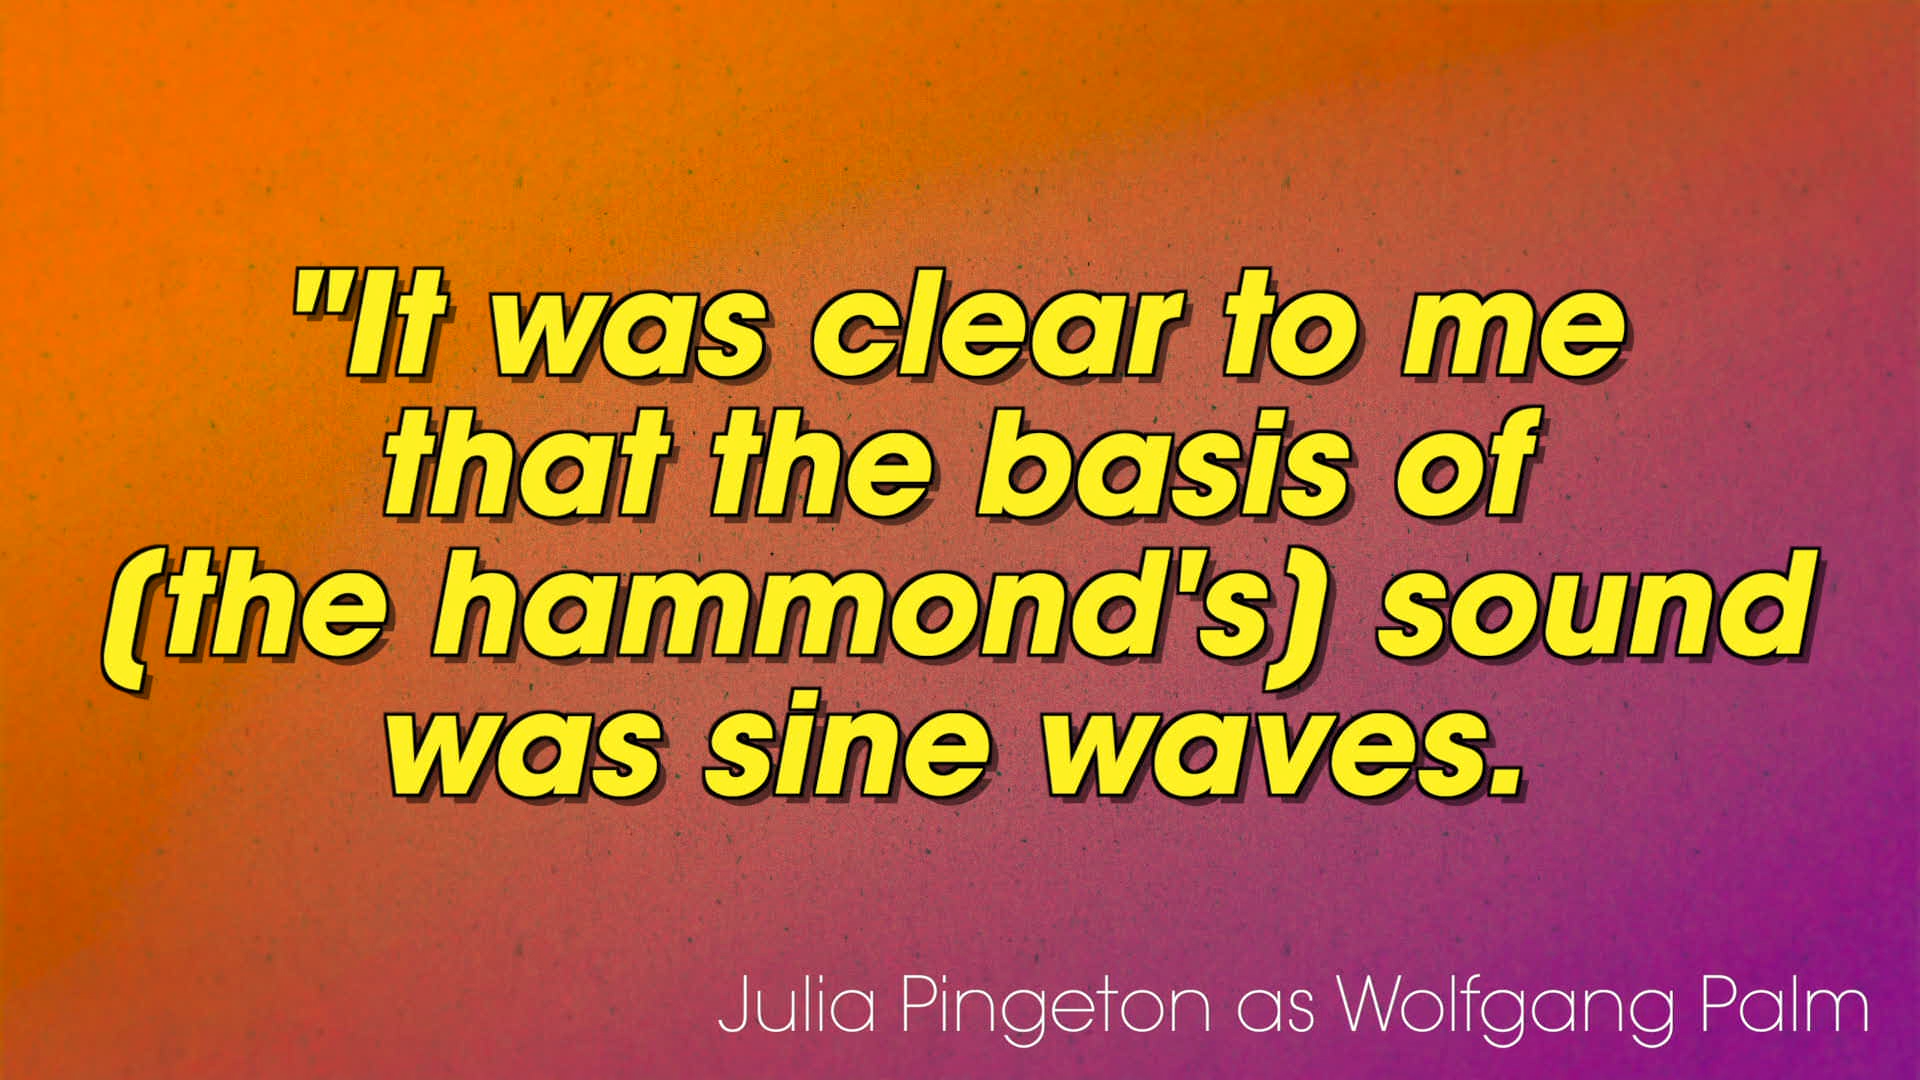 "It was clear to me
that the basis of
(the hammond's) sound
was sine waves.
Julia Pingeton as Wolfgang Palm